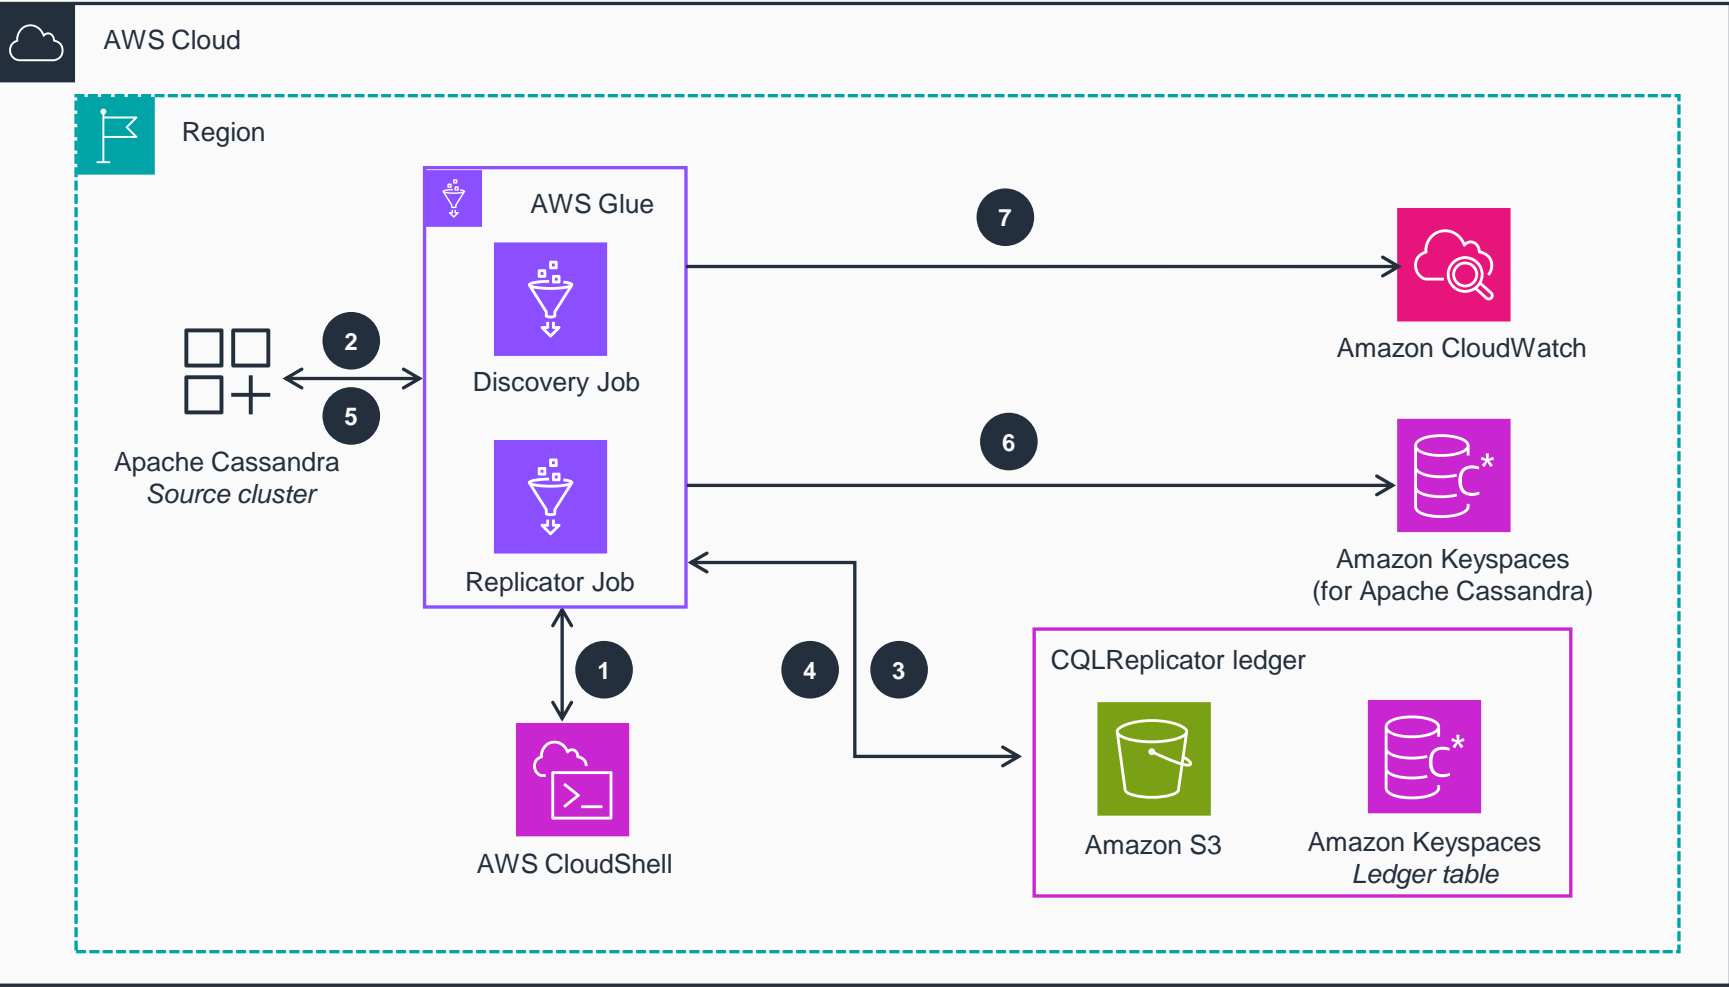 AWS Cloud
Region
AWS Glue
7
Discovery Job
Amazon CloudWatch
2
5
Apache Cassandra
Source cluster
6
C*
Replicator Job
Amazon Keyspaces
(for Apache Cassandra)
1
4
3
CQLReplicator ledger
>_
AWS CloudShell
Amazon S3
C*
Amazon Keyspaces
Ledger table